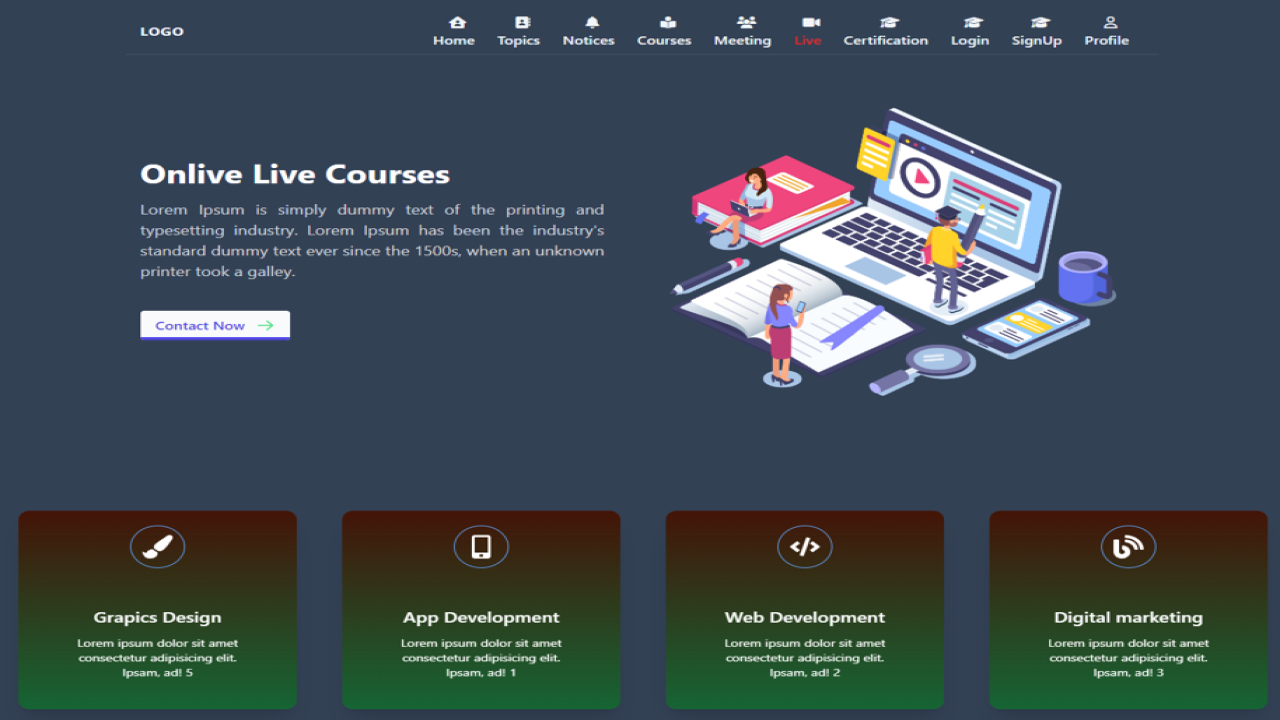 LOGO
Home Topics Notices Courses Meeting Live Certification Login SignUp Profile
Onlive Live Courses
Lorem Ipsum is simply dummy text of the printing and
typesetting industry. Lorem Ipsum has been the industry's
standard dummy text ever since the 1500s, when an unknown
printer took a galley.
Contact Now
Grapics Design
Lorem ipsum dolor sit amet
consectetur adipisicing elit.
Ipsam, ad! 5
App Development
Lorem ipsum dolor sit amet
consectetur adipisicing elit.
Ipsam, ad! 1
Web Development
Lorem ipsum dolor sit amet
consectetur adipisicing elit.
Ipsam, ad! 2
Digital marketing
Lorem ipsum dolor sit amet
consectetur adipisicing elit.
Ipsam, ad! 3